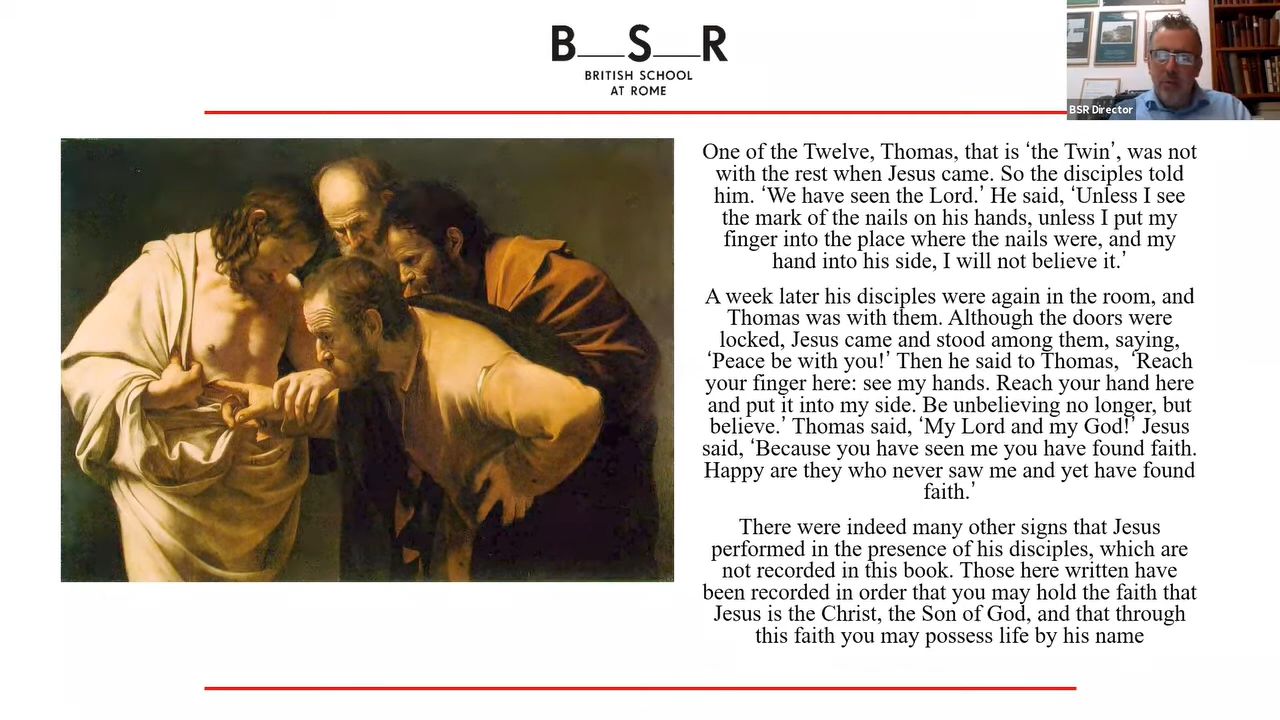 B__S__R
BRITISH SCHOOL
AT ROME
BSR Director
One of the Twelve, Thomas, that is ‘the Twin’, was not
with the rest when Jesus came. So the disciples told
him. ‘We have seen the Lord.’ He said, ‘Unless I see
the mark of the nails on his hands, unless I put my
finger into the place where the nails were, and my
hand into his side, I will not believe it.’
A week later his disciples were again in the room, and
Thomas was with them. Although the doors were
locked, Jesus came and stood among them, saying,
‘Peace be with you!’ Then he said to Thomas, ‘Reach
your finger here: see my hands. Reach your hand here
and put it into my side. Be unbelieving no longer, but
believe.’ Thomas said, ‘My Lord and my God!’ Jesus
said, ‘Because you have seen me you have found faith.
Happy are they who never saw me and yet have found
faith.’
There were indeed many other signs that Jesus
performed in the presence of his disciples, which are
not recorded in this book. Those here written have
been recorded in order that you may hold the faith that
Jesus is the Christ, the Son of God, and that through
this faith you may possess life by his name